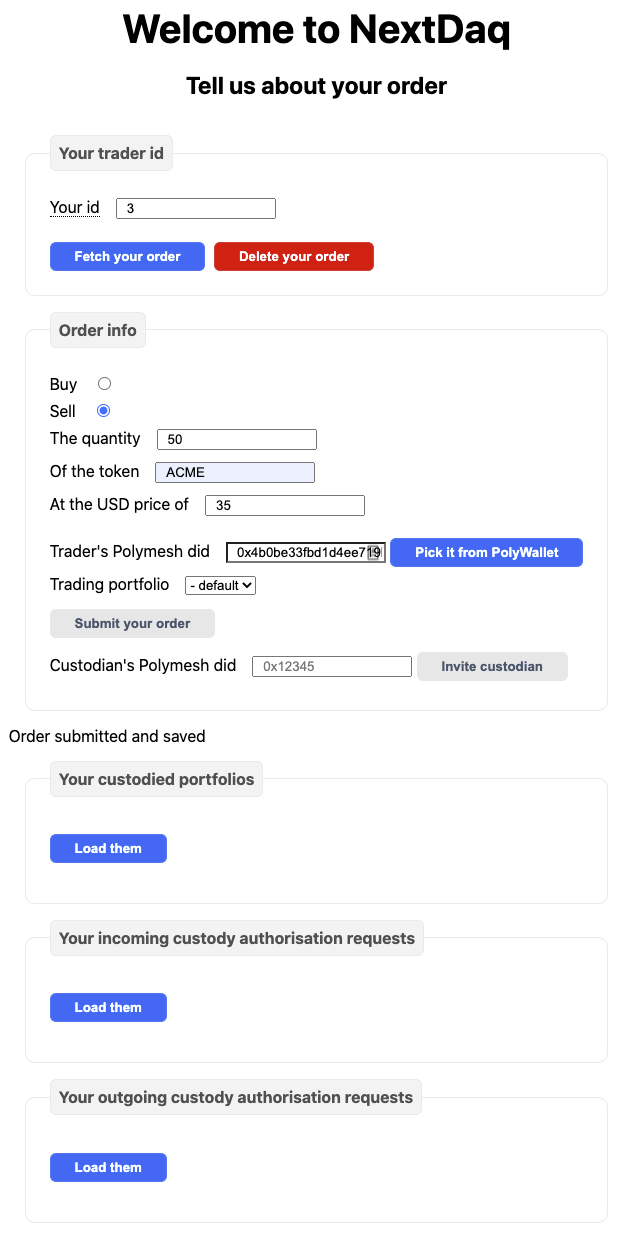 Welcome to NextDaq
Tell us about your order
Your trader id
Your id 3
Fetch your order Delete your order
Order info
Buy
Sell
The quantity 50
Of the token ACME
At the USD price of 35
Trader's Polymesh did 0x4b0be33fbd1d4ee719 Pick it from PolyWallet
Trading portfolio - default
Submit your order
Custodian's Polymesh did 0x12345 Invite custodian
Order submitted and saved
Your custodied portfolios
Load them
Your incoming custody authorisation requests
Load them
Your outgoing custody authorisation requests
Load them